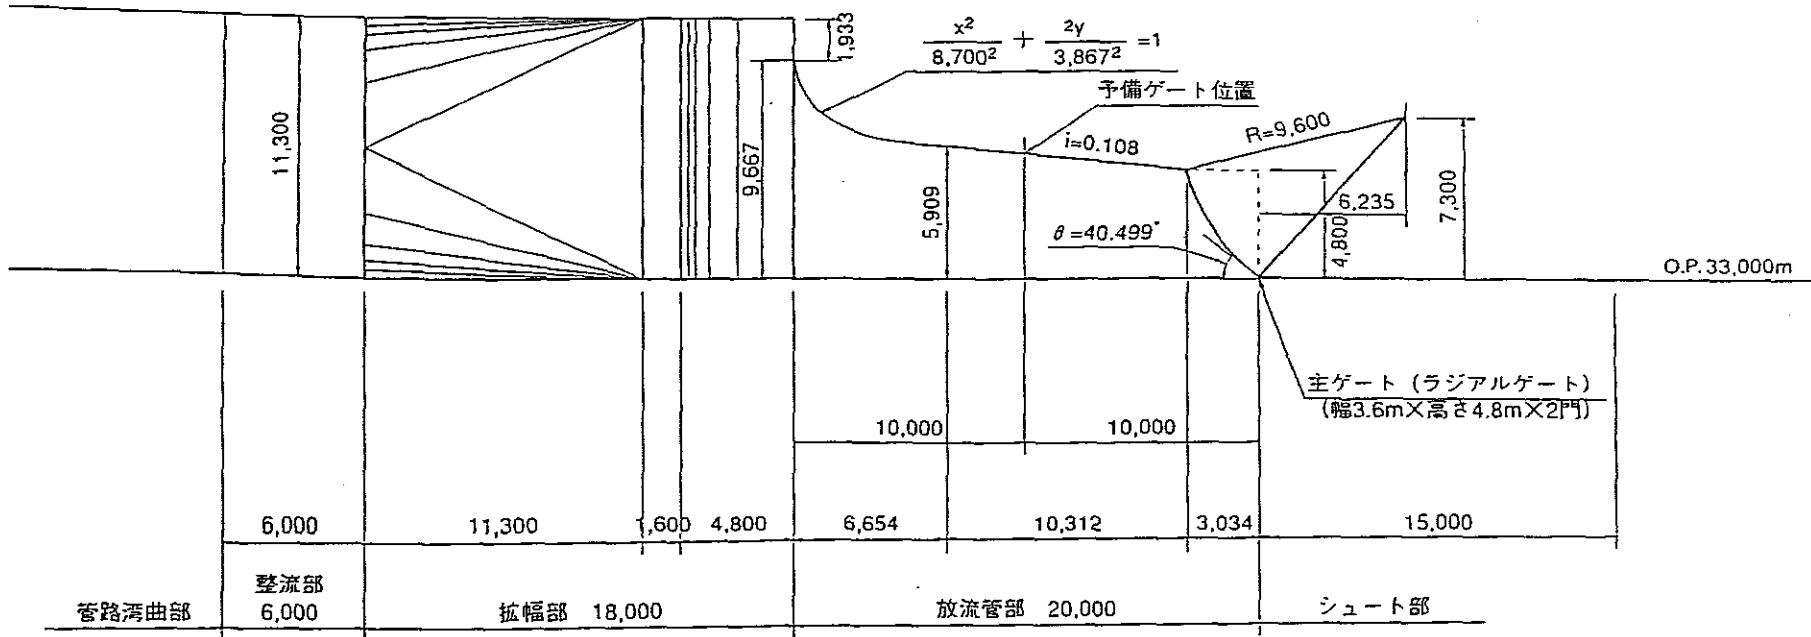 1,933
x² / 8,700² + 2y / 3,867² =1
予備ゲート位置
R=9,600
i=0.108
11,300
9,667
5,909
θ=40.499°
6,235
4,800
7,300
O.P.33,000m
主ゲート (ラジアルゲート)
(幅3.6m×高さ4.8m×2門)
10,000 10,000
6,000 11,300 1,600 4,800 6,654 10,312 3,034 15,000
整流部
管路湾曲部 6,000 拡幅部 18,000 放流管部 20,000 シュート部